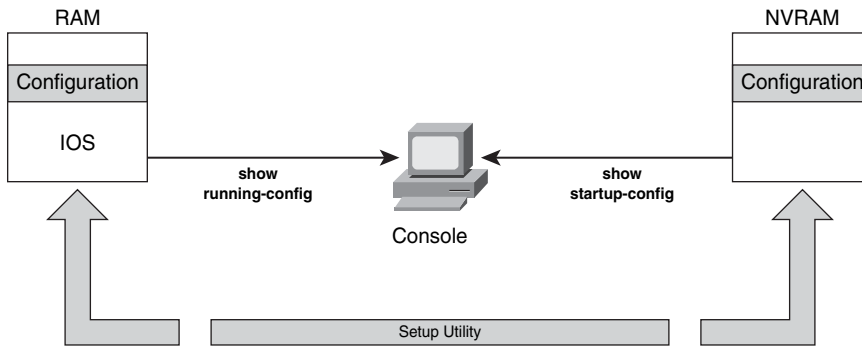 RAM
NVRAM
Configuration
Configuration
IOS
show
running-config
show
startup-config
Console
Setup Utility